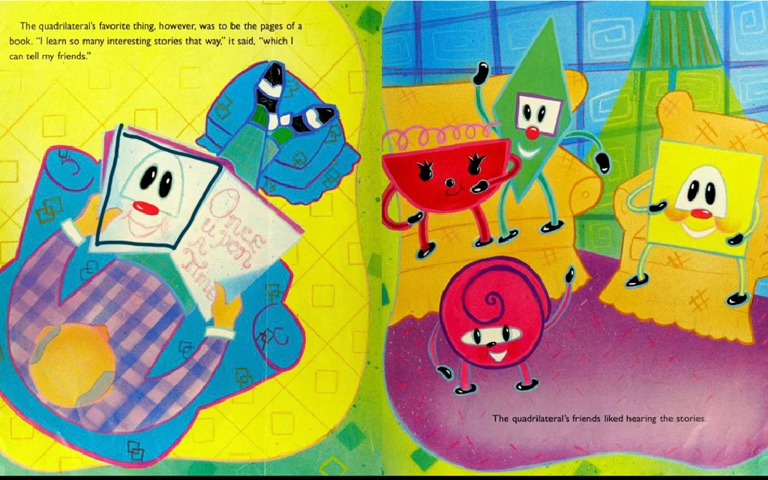 The quadrilateral's favorite thing, however, was to be the pages of a
book. "I learn so many interesting stories that way," it said, "which I
can tell my friends."
Once
upon
a
Time
The quadrilateral's friends liked hearing the stories.